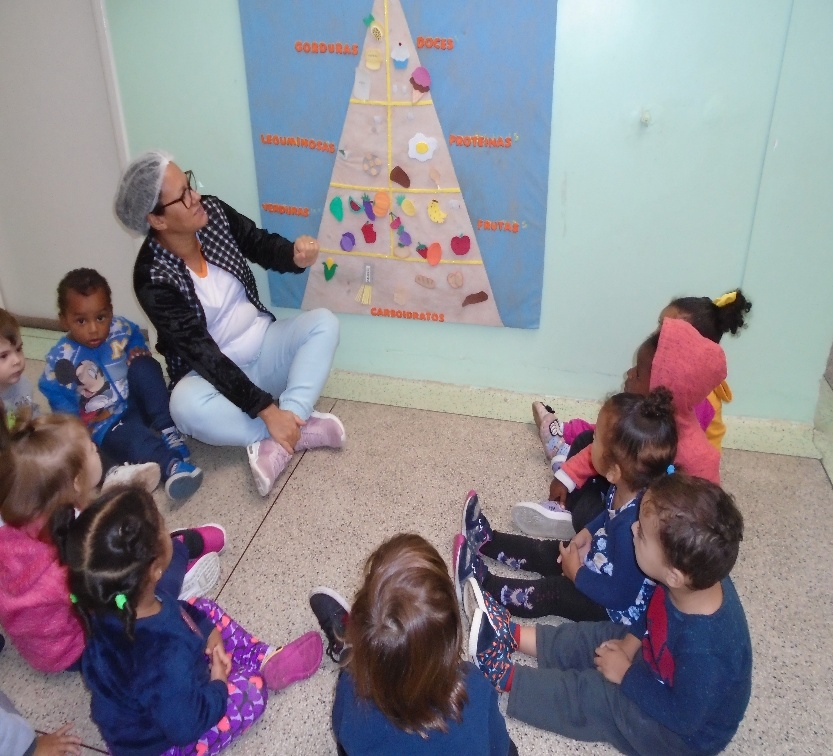 GORDURAS DOCES
LEGUMINOSAS PROTEÍNAS
VERDURAS FRUTAS
CARBOIDRATOS